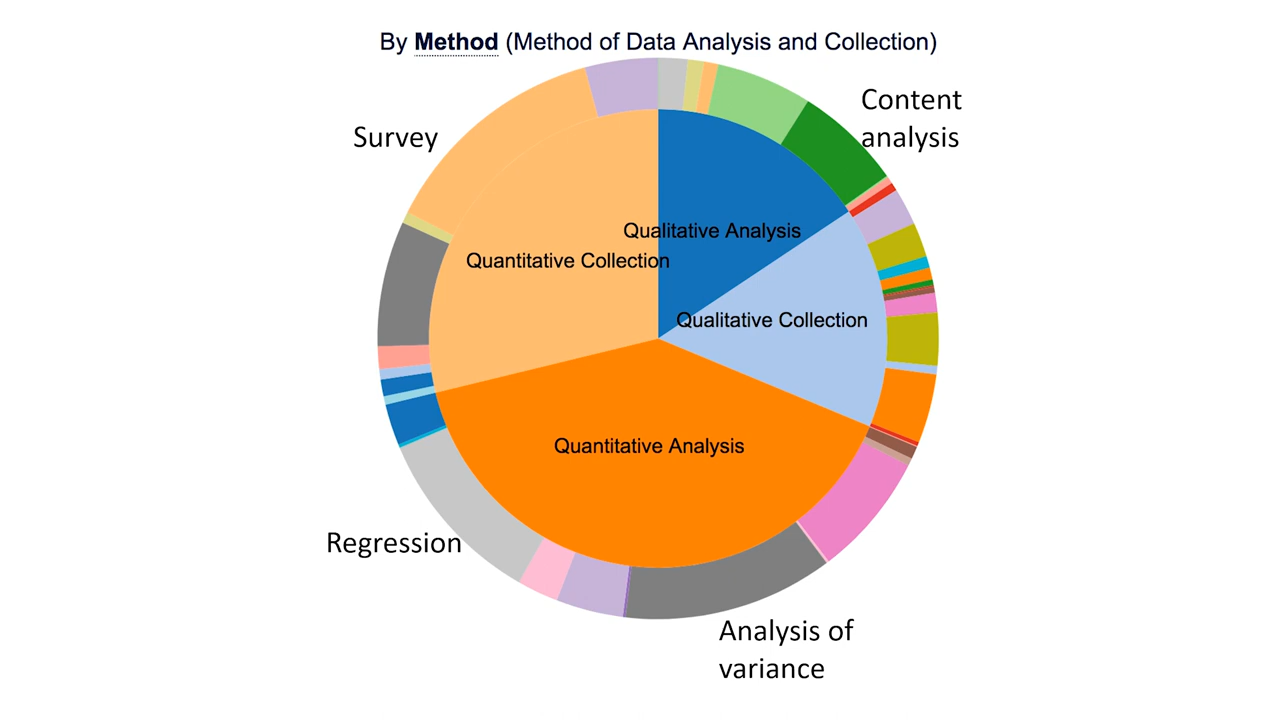 By Method (Method of Data Analysis and Collection)
Content
analysis
Survey
Qualitative Analysis
Quantitative Collection
Qualitative Collection
Quantitative Analysis
Regression
Analysis of
variance